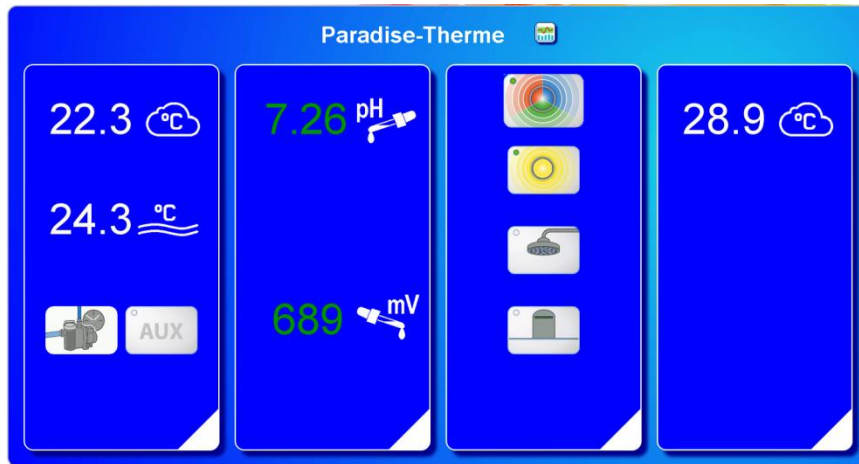 Paradise-Therme
22.3 °C
24.3 °C
AUX
7.26 pH
689 mV
28.9 °C